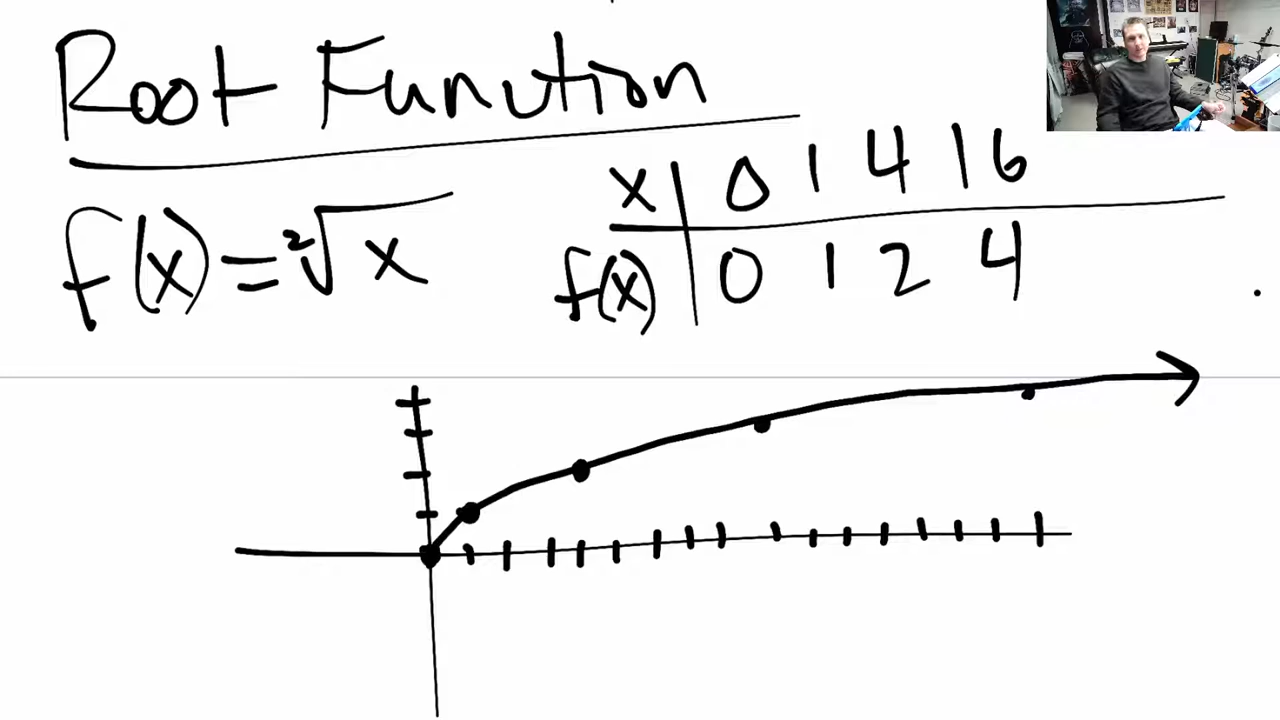 Root Function
f(x) = ²√x
x | 0 1 4 16
f(x) | 0 1 2 4